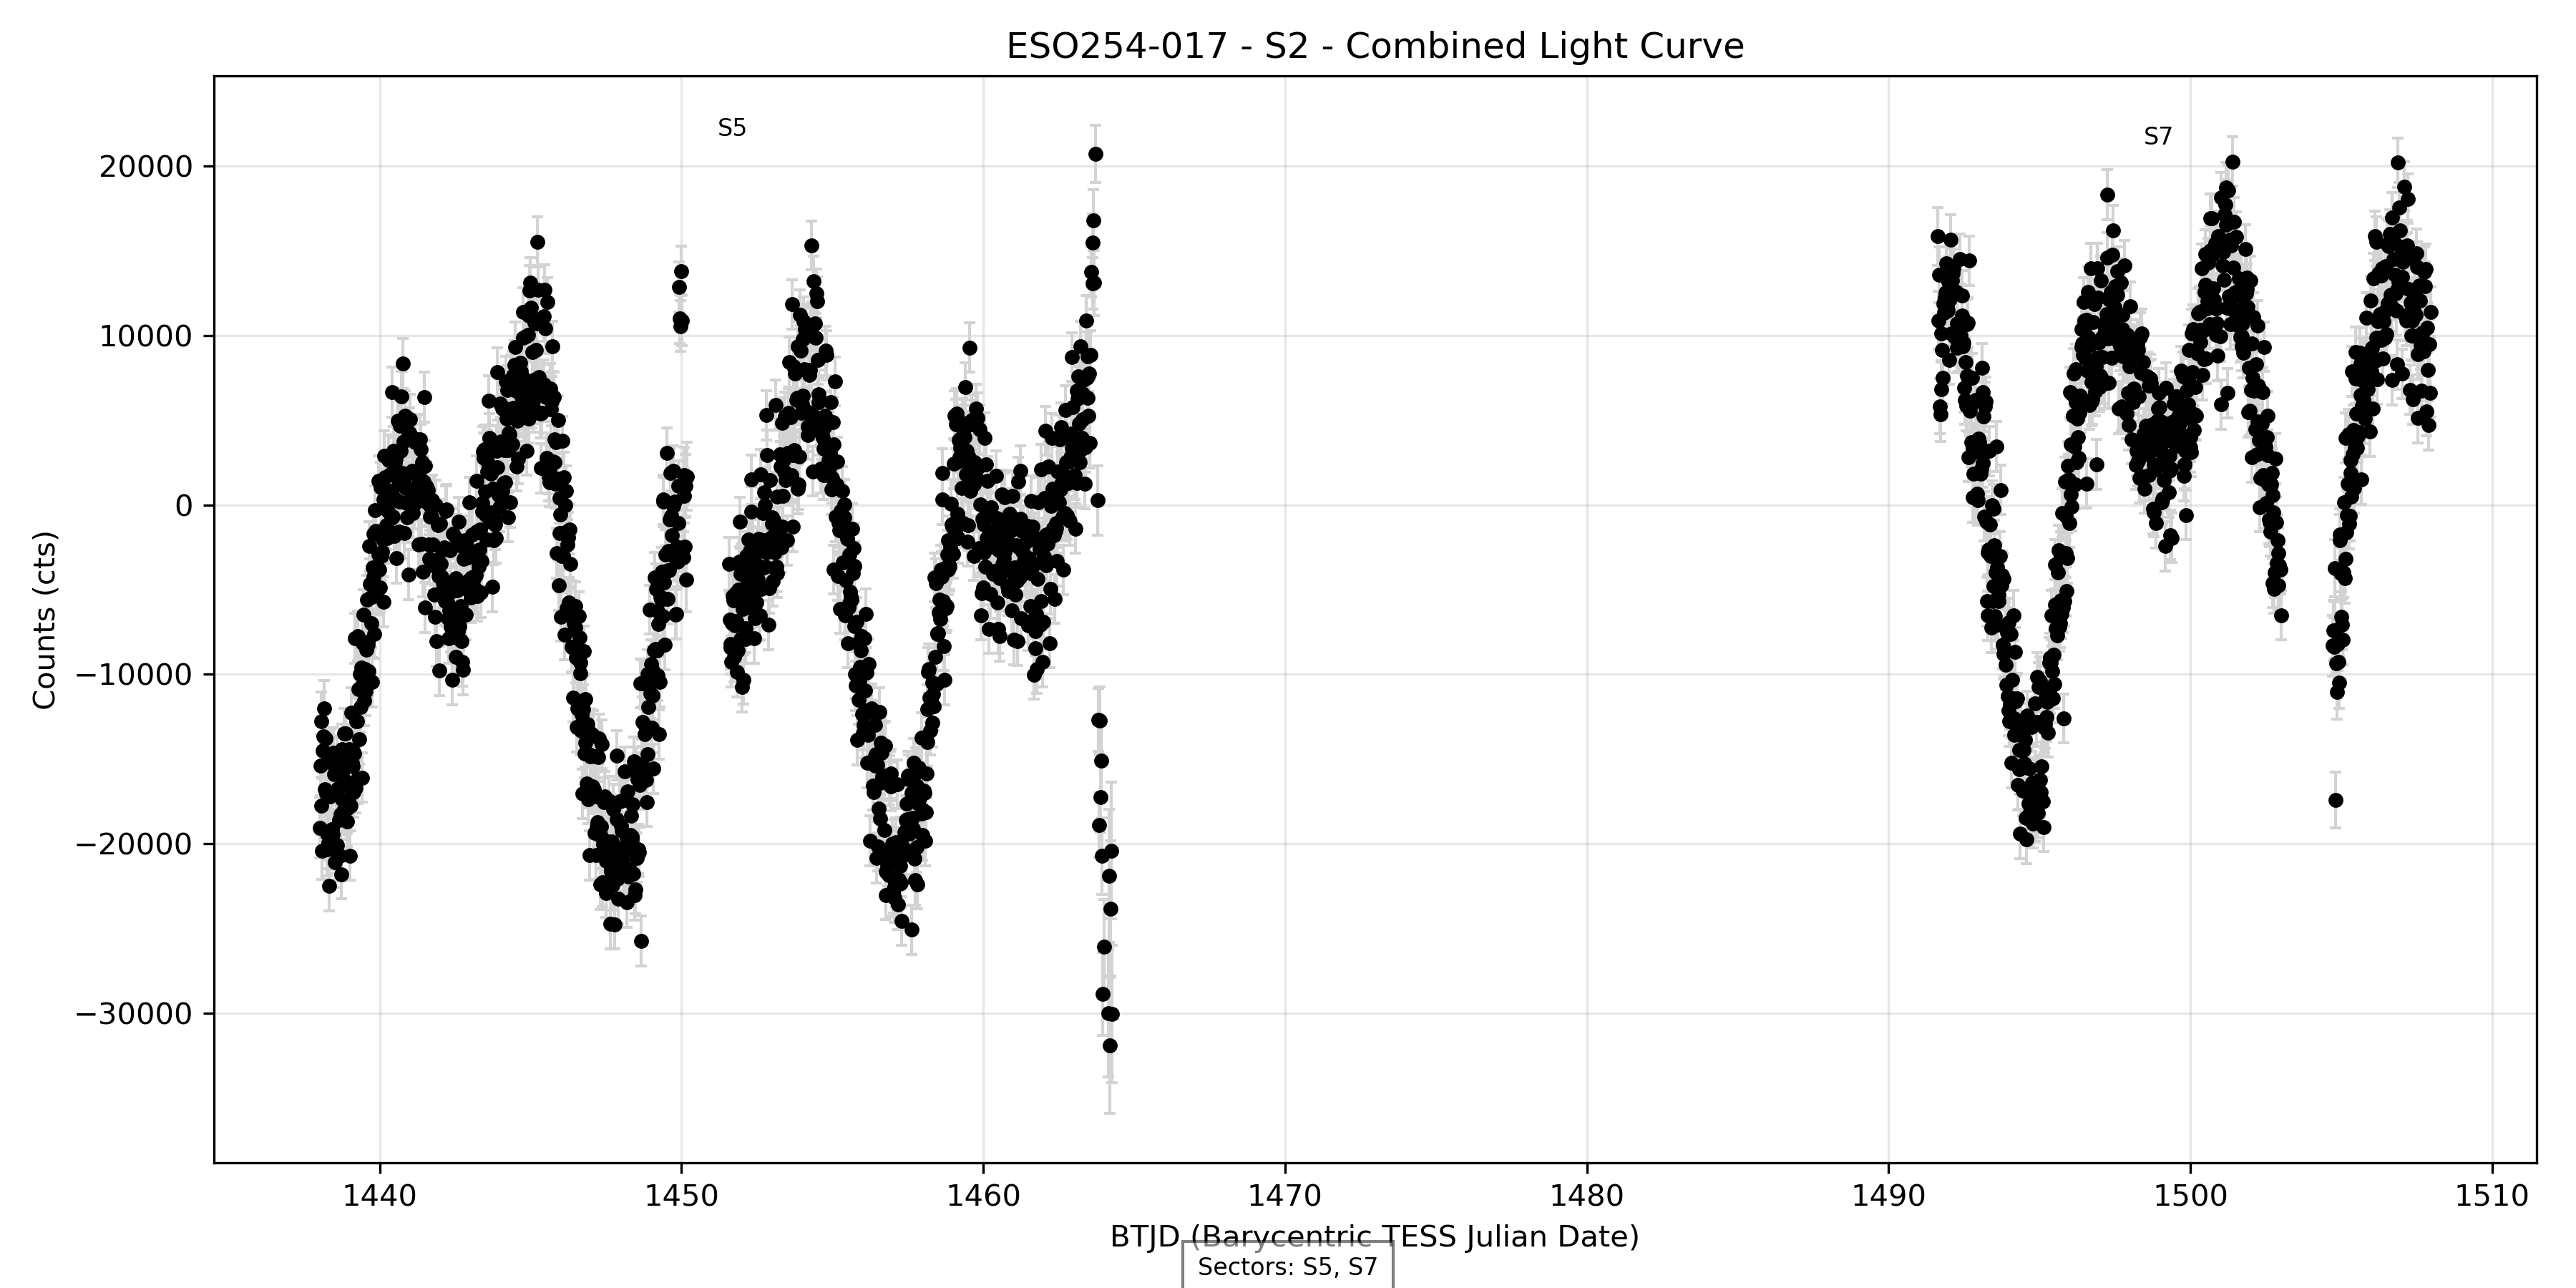 ESO254-017 - S2 - Combined Light Curve
S5
S7
Counts (cts)
20000
10000
0
−10000
−20000
−30000
1440
1450
1460
1470
1480
1490
1500
1510
BTJD (Barycentric TESS Julian Date)
Sectors: S5, S7